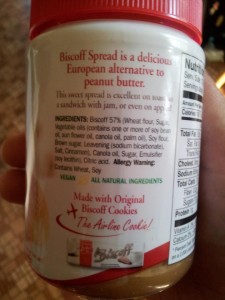 Biscoff Spread is a delicious
European alternative to
peanut butter.
This sweet spread is excellent on
a sandwich with jam, or even on
INGREDIENTS: Biscoff 57% (Wheat flour, Sugar,
Vegetable oils (contains one or more of soy bean
oil, sun flower oil, canola oil, palm oil), Soy flour,
Brown sugar, Leavening (sodium bicarbonate),
Salt, Cinnamon), Canola oil, Sugar, Emulsifier
(soy lecithin), Citric acid. Allergy Warning:
Contains Wheat, Soy
VEGAN ALL NATURAL INGREDIENTS
Made with Original
Biscoff Cookies
The Airline Cookie!
Biscoff
Nutri
Total
Sodium
Total Carb
Protein